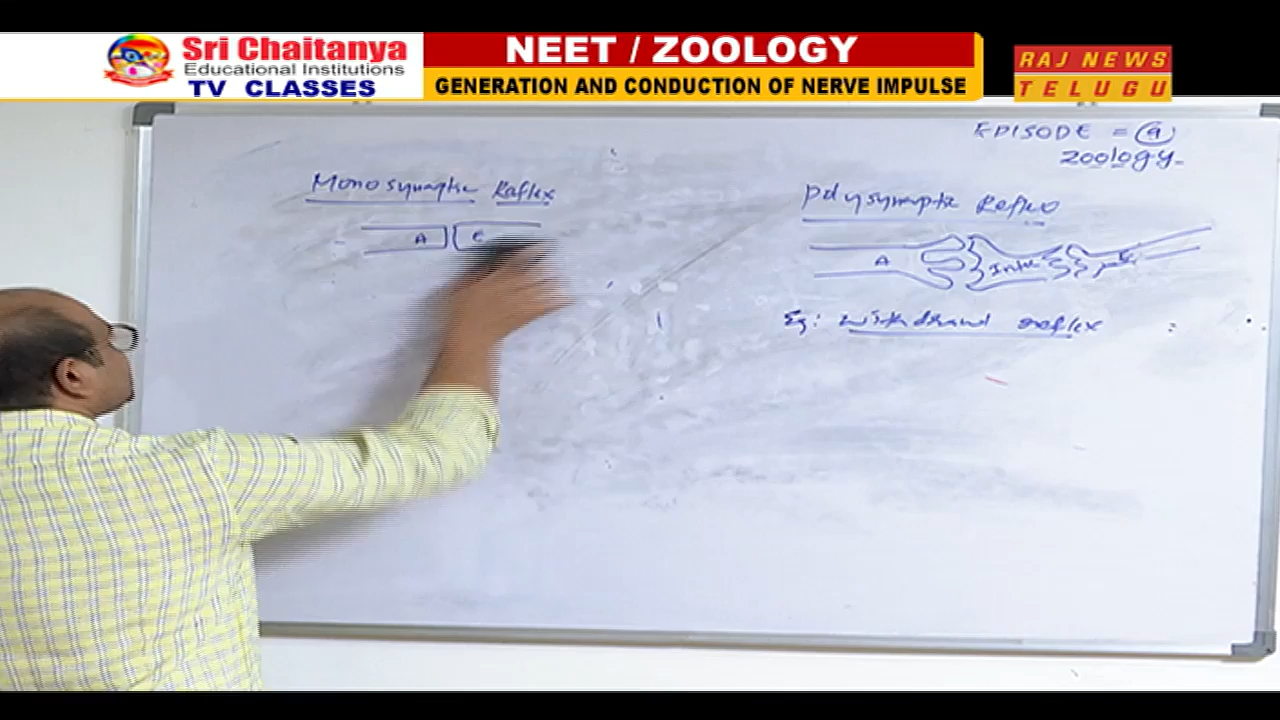 Sri Chaitanya
Educational Institutions
TV CLASSES
NEET / ZOOLOGY
GENERATION AND CONDUCTION OF NERVE IMPULSE
RAJ NEWS
TELUGU
EPISODE = 9
Zoology
Monosynaptic Reflex
A E
Polysynaptic Reflex
A
Eg: withdrawl reflex